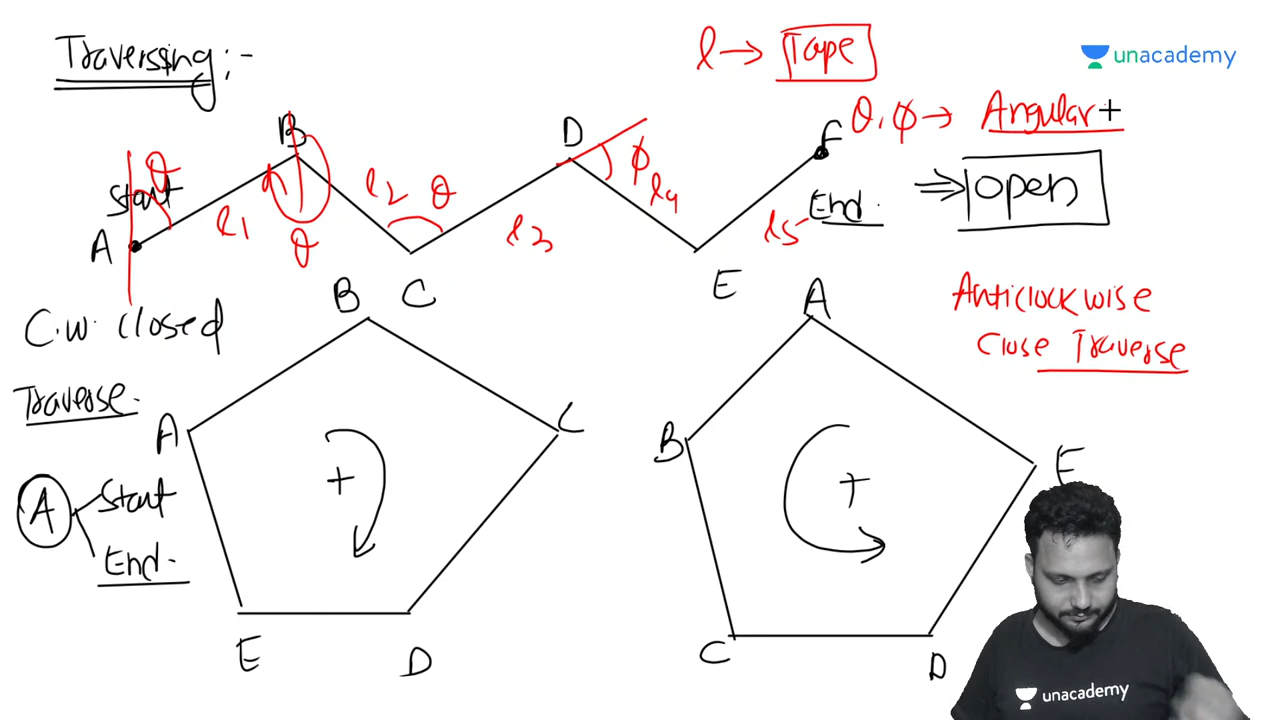 Traverssing:-
l → Tape
unacademy
θ, φ → Angular
⇒ open
B
D
F
θ
Start
A
l1
θ
l2
θ
l3
φ
l4
l5
End.
C
E
C.w. closed
Traverse.
A
Start
End.
B
A
C
D
E
+
Anticlockwise
Close Traverse
A
B
C
D
E
+
unacademy